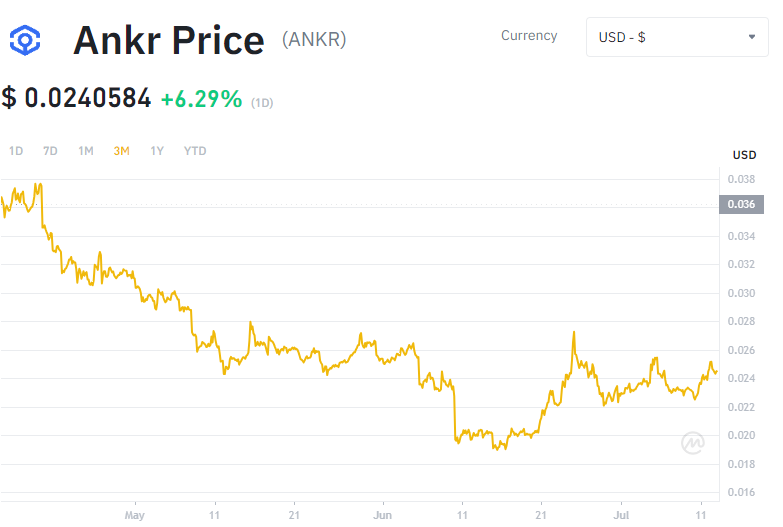 Ankr Price (ANKR)
Currency
USD - $
$ 0.0240584 +6.29% (1D)
1D 7D 1M 3M 1Y YTD
USD
0.038
0.036
0.034
0.032
0.030
0.028
0.026
0.024
0.022
0.020
0.018
0.016
May 11 21 Jun 11 21 Jul 11